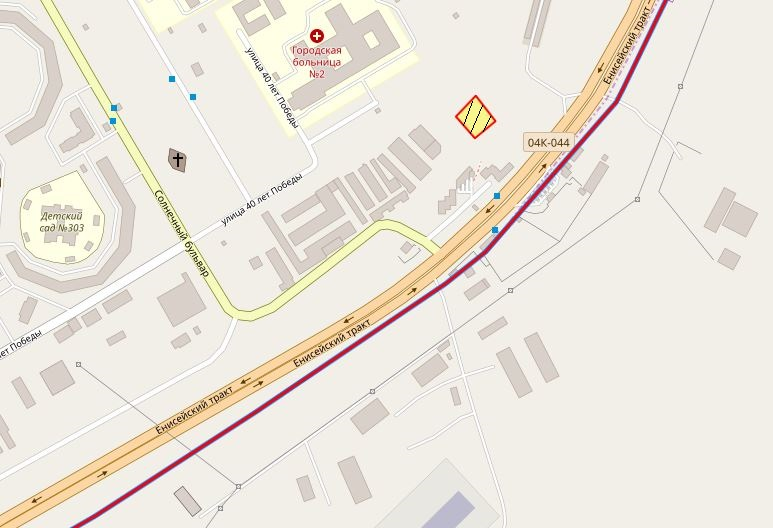 Городская
больница
№2
улица 40 лет Победы
Енисейский тракт
04К-044
улица 40 лет Победы
Детский
сад №303
Солнечный бульвар
лет Победы
Енисейский тракт
Енисейский тракт